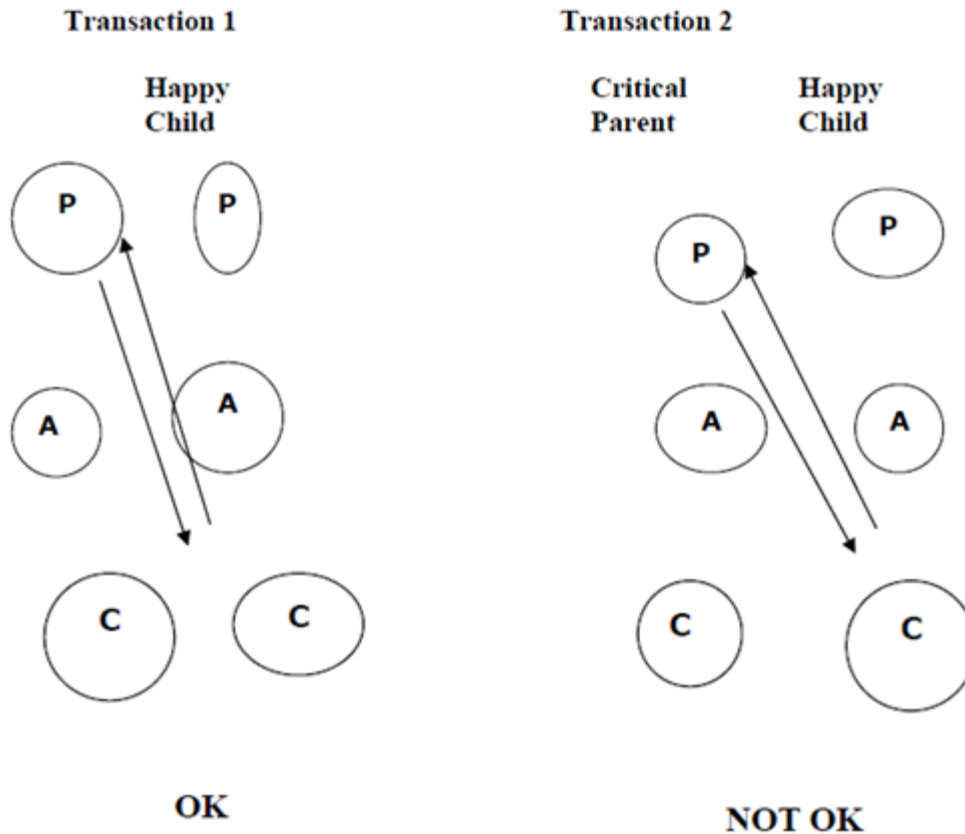 Transaction 1
Transaction 2
Happy
Child
Critical
Parent
Happy
Child
P
P
P
P
A
A
A
A
C
C
C
C
OK
NOT OK